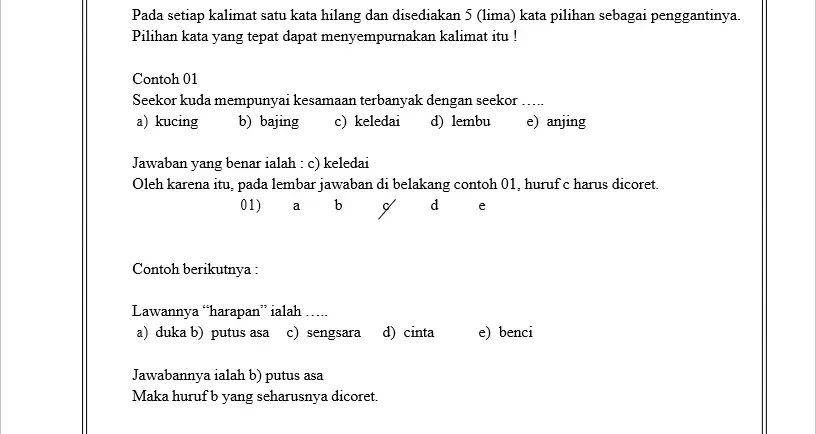 Pada setiap kalimat satu kata hilang dan disediakan 5 (lima) kata pilihan sebagai penggantinya.
Pilihan kata yang tepat dapat menyempurnakan kalimat itu !
Contoh 01
Seekor kuda mempunyai kesamaan terbanyak dengan seekor …..
a) kucing b) bajing c) keledai d) lembu e) anjing
Jawaban yang benar ialah : c) keledai
Oleh karena itu, pada lembar jawaban di belakang contoh 01, huruf c harus dicoret.
01) a b c d e
Contoh berikutnya :
Lawannya “harapan” ialah …..
a) duka b) putus asa c) sengsara d) cinta e) benci
Jawabannya ialah b) putus asa
Maka huruf b yang seharusnya dicoret.